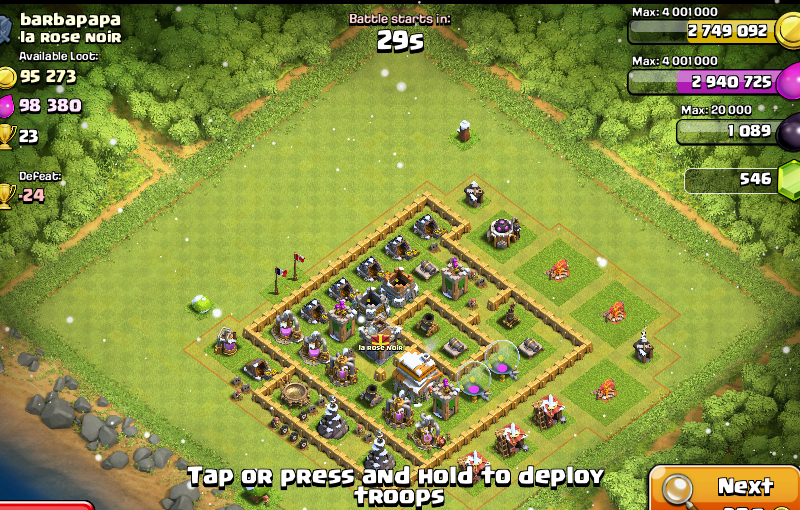 barbapapa
la Rose Noir
Available Loot:
95 273
98 380
23
Defeat:
-24
Battle starts in:
29s
Max: 4 001 000
2 749 092
Max: 4 001 000
2 940 725
Max: 20 000
1 089
546
la Rose Noir
Tap or press and hold to deploy
troops
Next